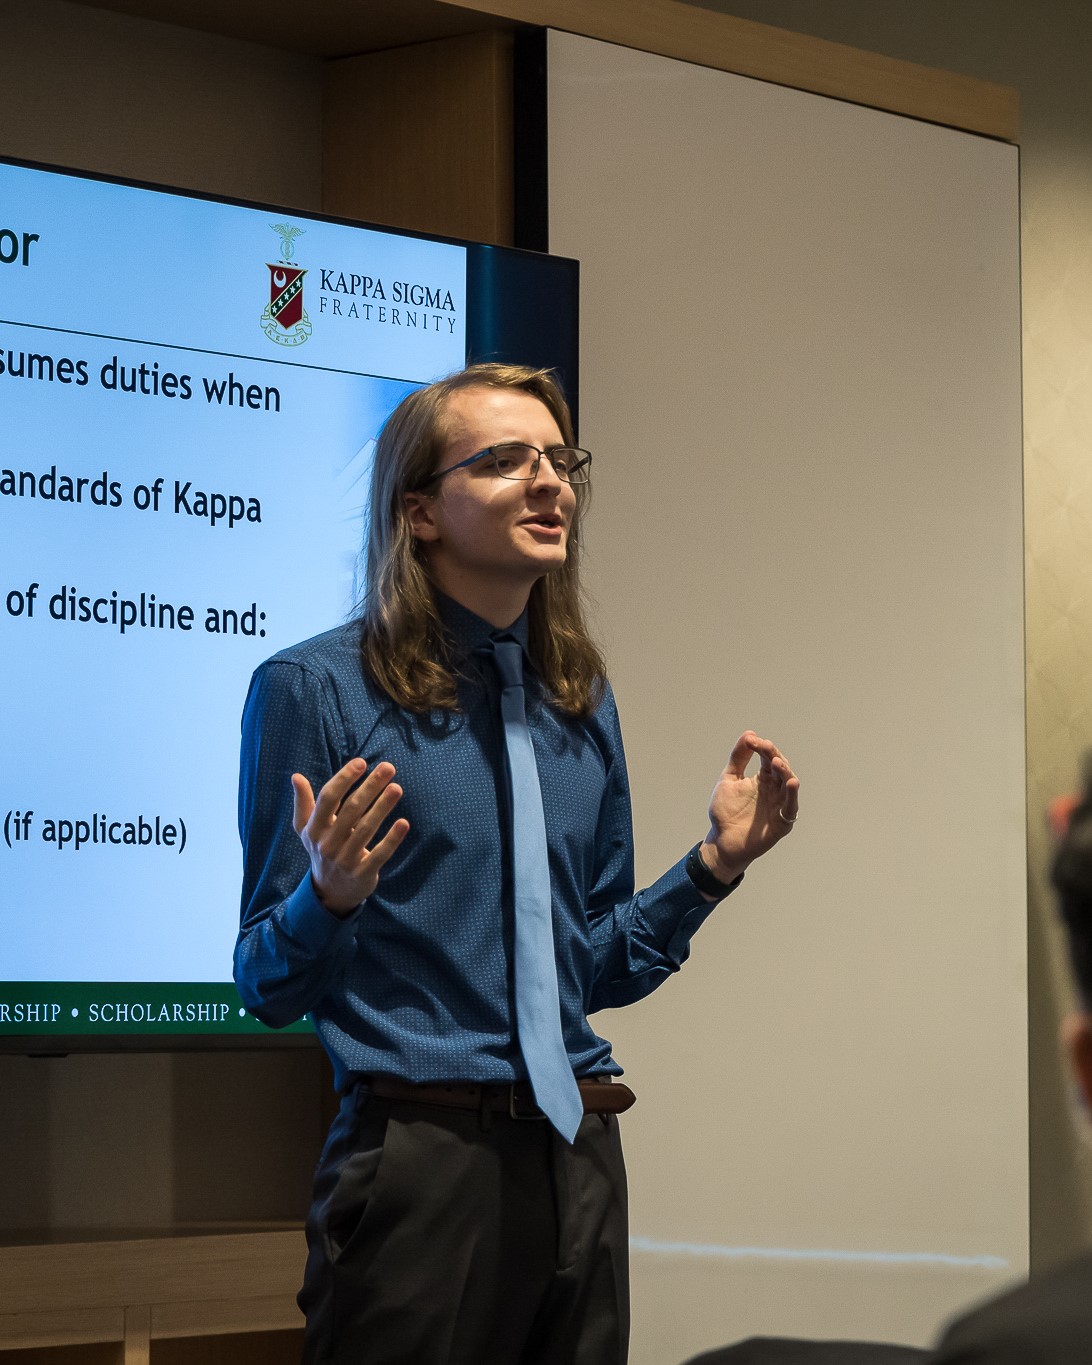 or
KAPPA SIGMA
FRATERNITY
sumes duties when
andards of Kappa
of discipline and:
(if applicable)
RSHIP • SCHOLARSHIP •